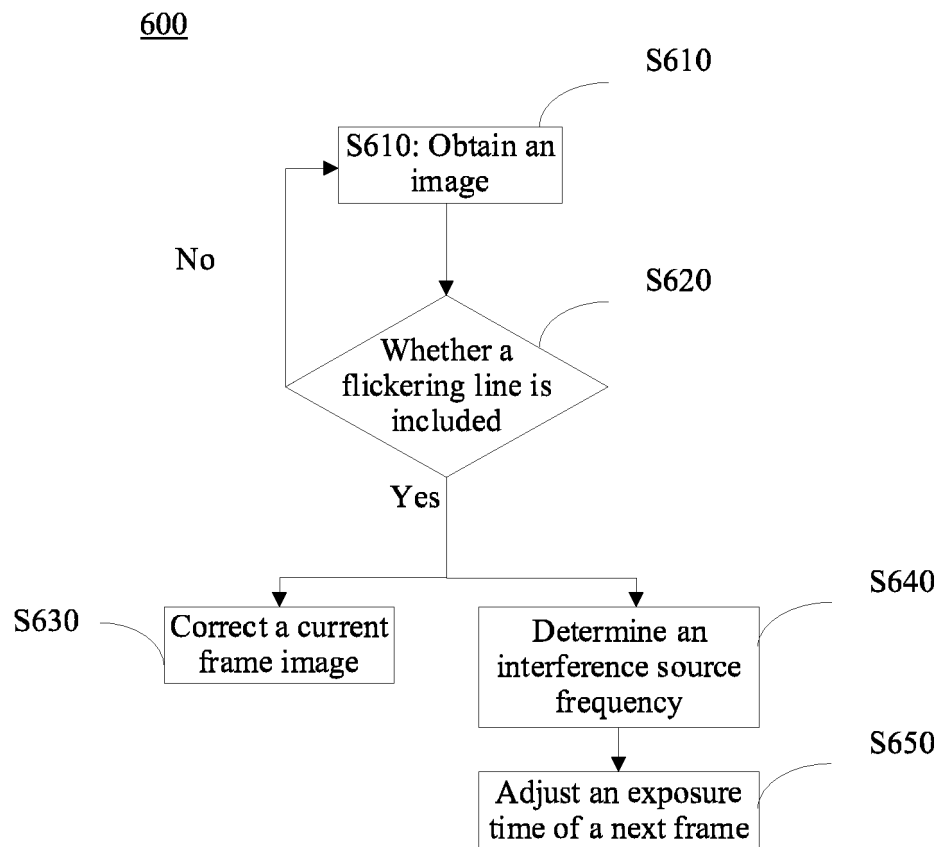 600
S610
S610: Obtain an
image
No
S620
Whether a
flickering line is
included
Yes
S630
Correct a current
frame image
S640
Determine an
interference source
frequency
S650
Adjust an exposure
time of a next frame